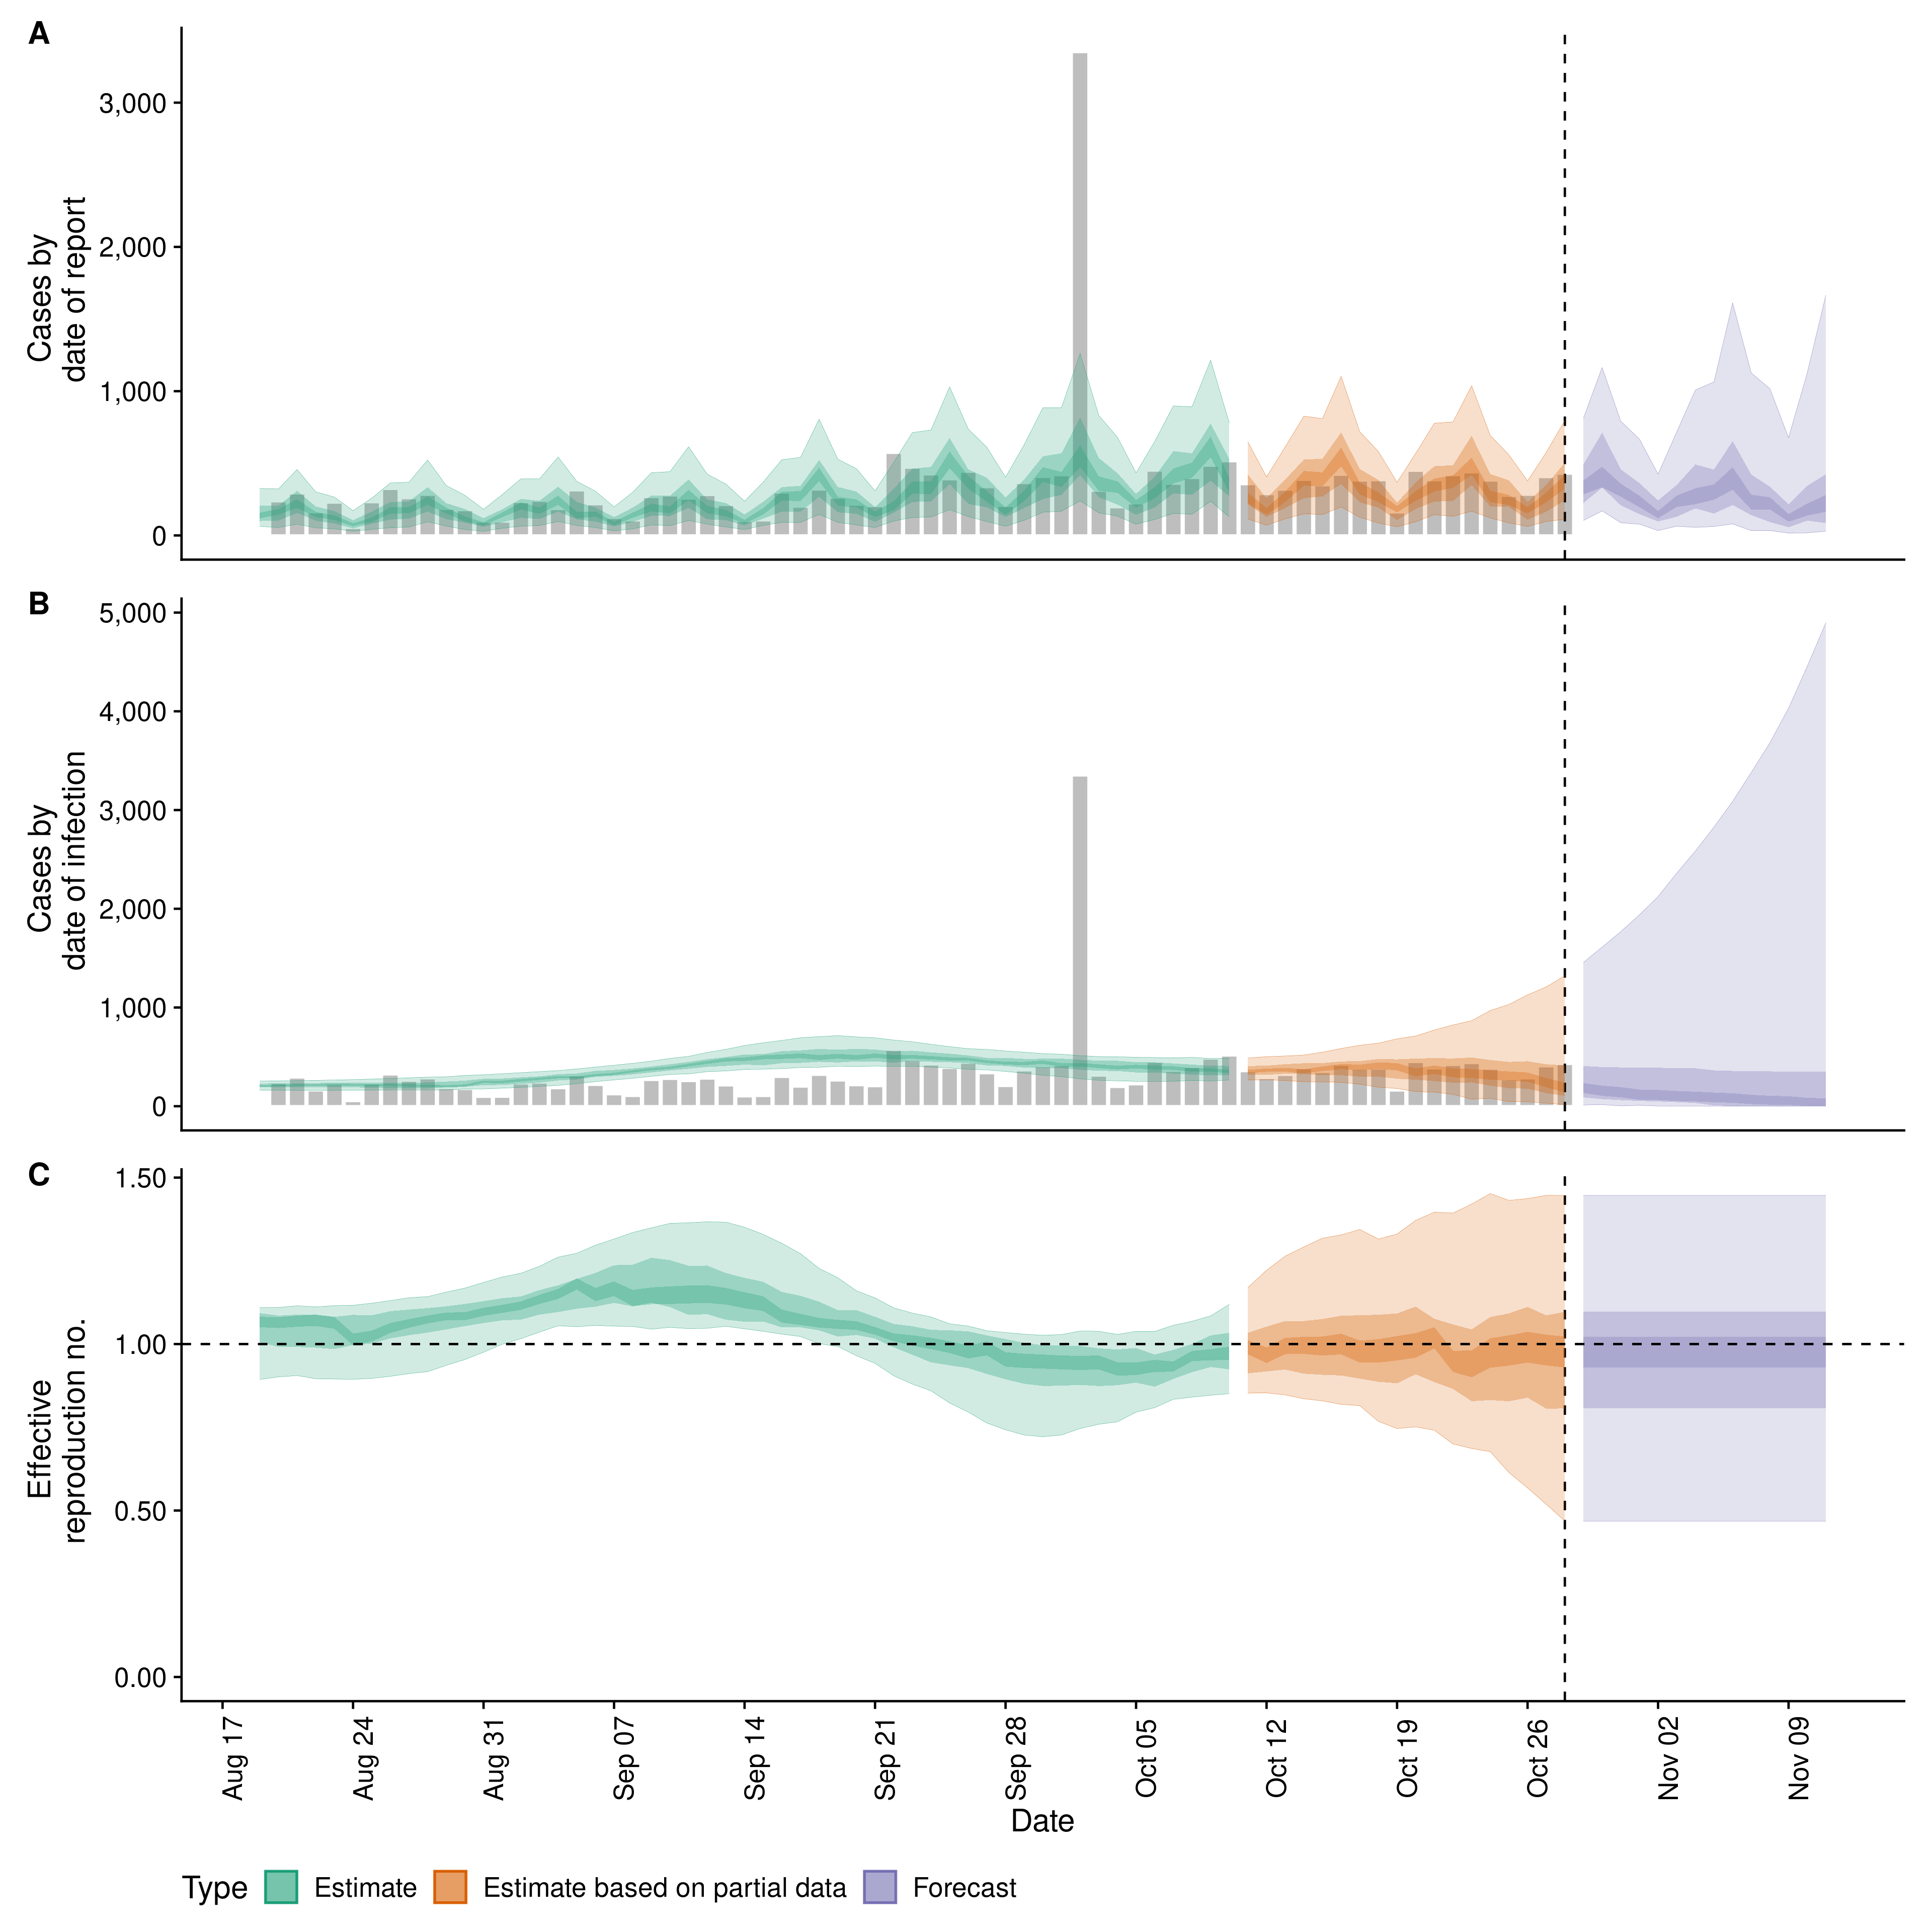 A
Cases by
date of report
3,000
2,000
1,000
0
B
Cases by
date of infection
5,000
4,000
3,000
2,000
1,000
0
C
Effective
reproduction no.
1.50
1.00
0.50
0.00
Aug 17
Aug 24
Aug 31
Sep 07
Sep 14
Sep 21
Sep 28
Oct 05
Oct 12
Oct 19
Oct 26
Nov 02
Nov 09
Date
Type Estimate Estimate based on partial data Forecast